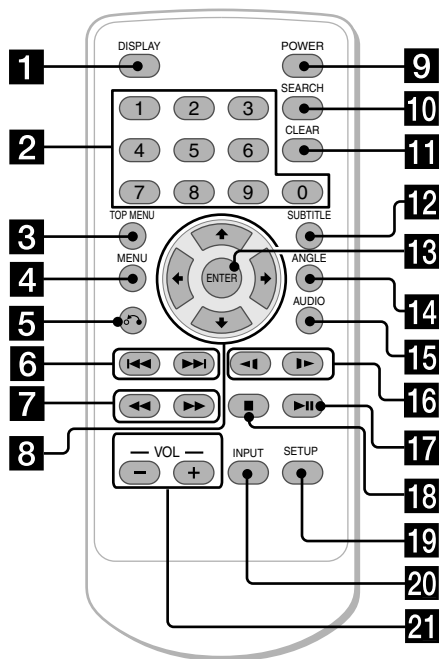 DISPLAY POWER
1 9
SEARCH
1 2 3 10
CLEAR
2 4 5 6 11
7 8 9 0
TOP MENU SUBTITLE 12
3 13
MENU ENTER ANGLE
4 14
AUDIO
5 15
6 16
7 17
8 18
VOL INPUT SETUP
− + 19
20
21